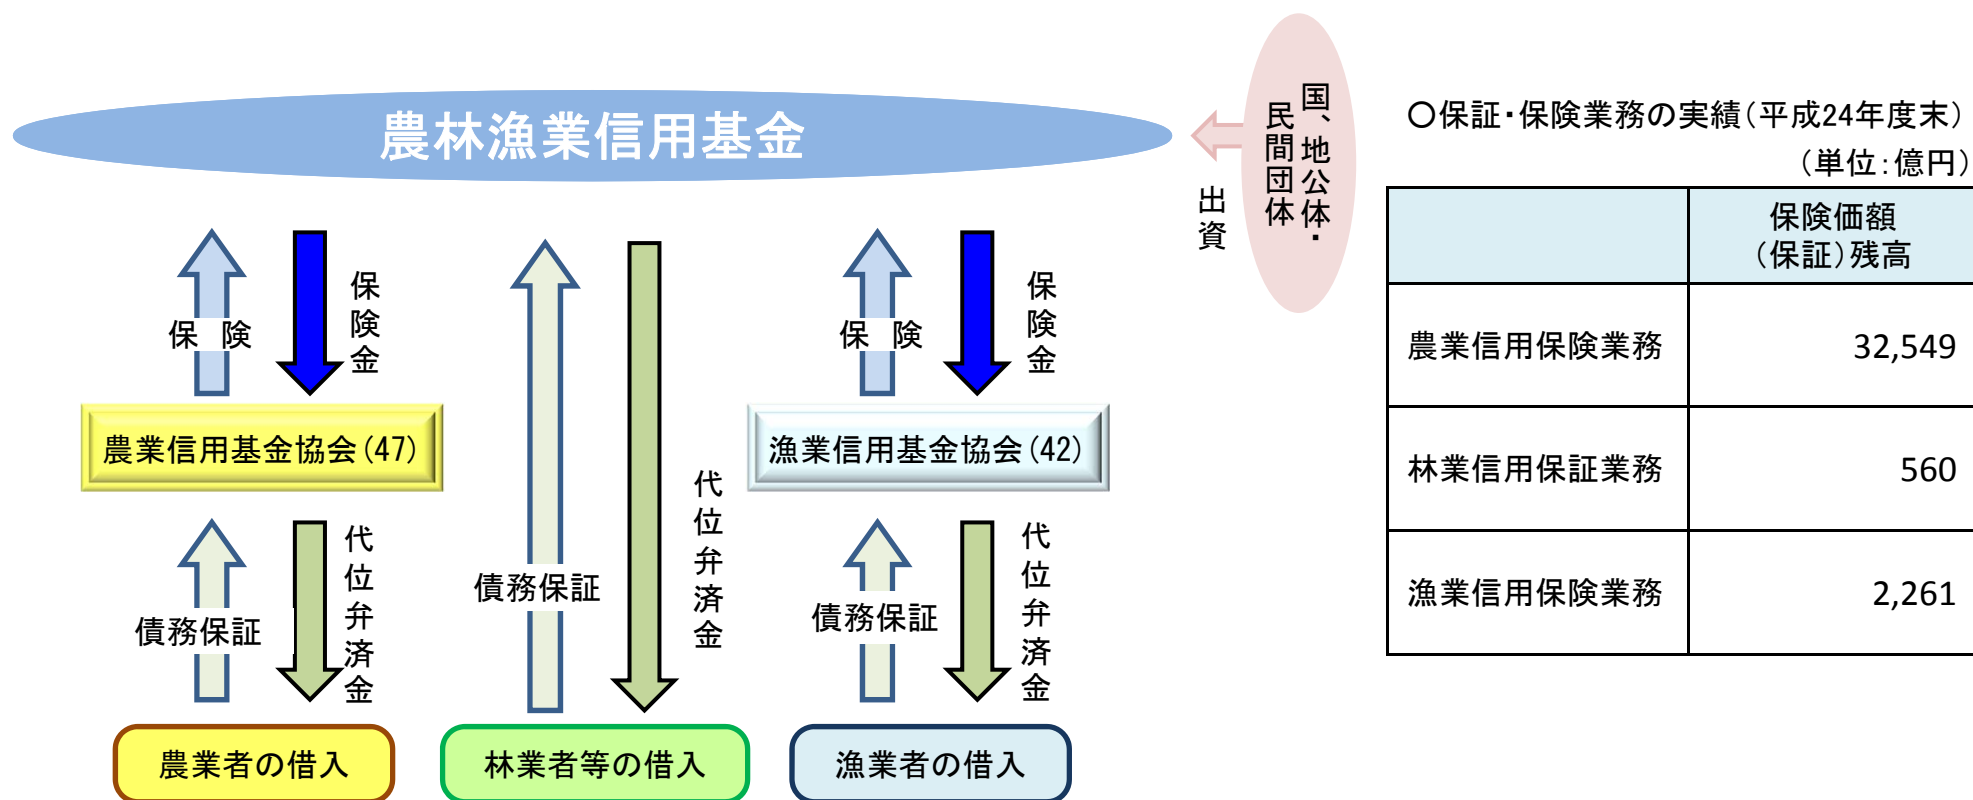 農林漁業信用基金
国、地公体・
民間団体
出資
保 険
保険金
保 険
保険金
農業信用基金協会(47)
漁業信用基金協会(42)
債務保証
代位弁済金
債務保証
代位弁済金
債務保証
代位弁済金
農業者の借入
林業者等の借入
漁業者の借入
○保証・保険業務の実績(平成24年度末)
(単位:億円)
保険価額
(保証)残高
農業信用保険業務 32,549
林業信用保証業務 560
漁業信用保険業務 2,261